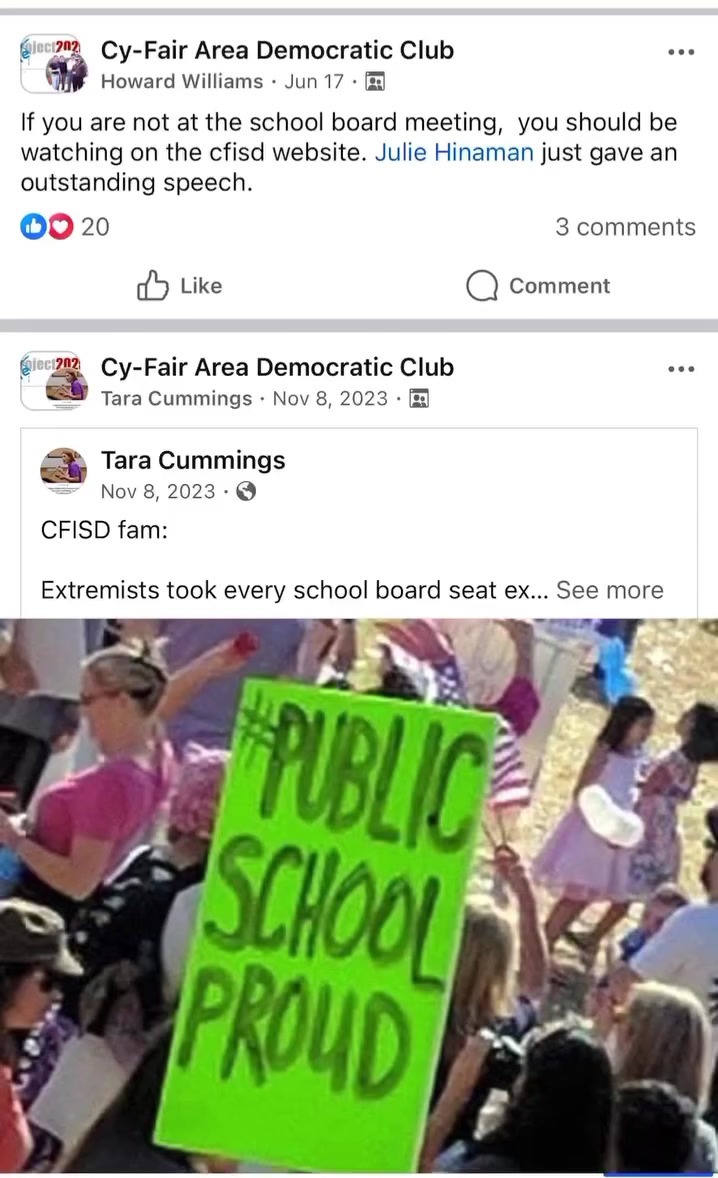 Cy-Fair Area Democratic Club
Howard Williams · Jun 17 ·
If you are not at the school board meeting, you should be
watching on the cfisd website. Julie Hinaman just gave an
outstanding speech.
20
3 comments
Like
Comment
Cy-Fair Area Democratic Club
Tara Cummings · Nov 8, 2023 ·
Tara Cummings
Nov 8, 2023 ·
CFISD fam:
Extremists took every school board seat ex... See more
#PUBLIC
SCHOOL
PROUD